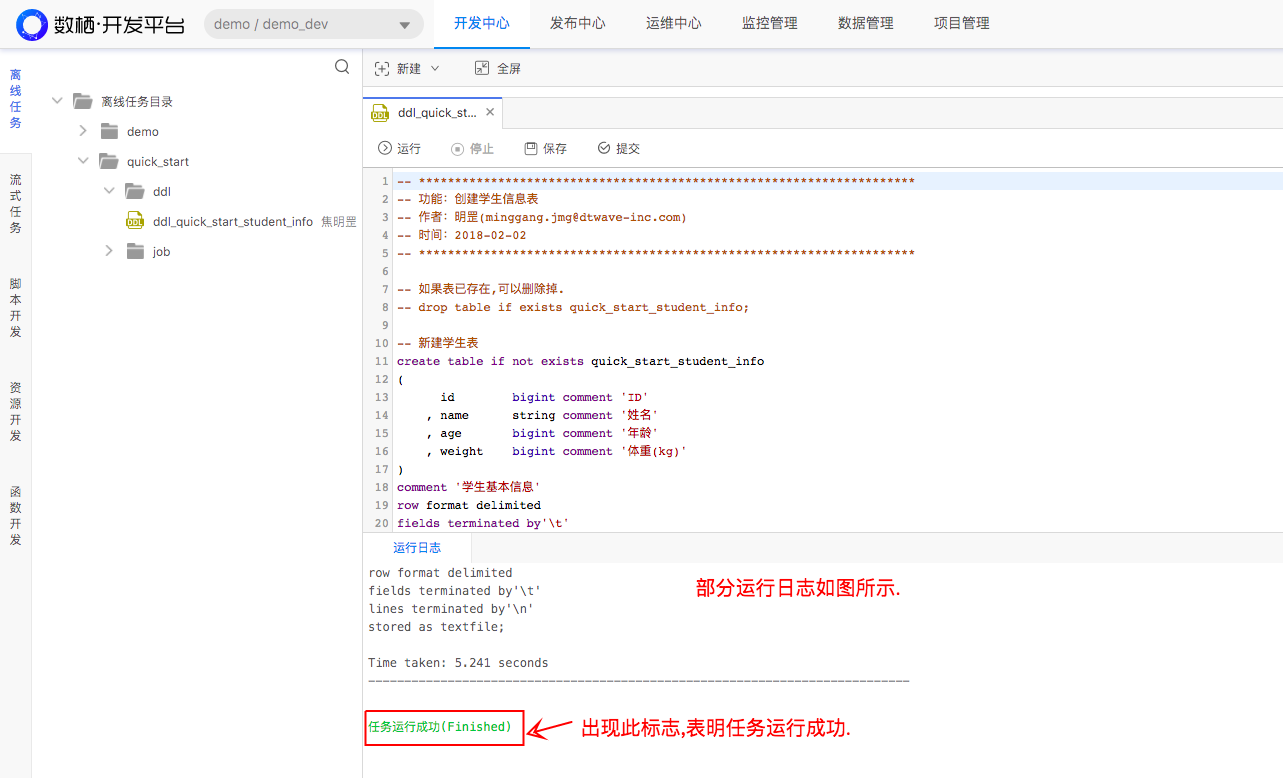 数栖·开发平台
demo / demo_dev
开发中心
发布中心
运维中心
监控管理
数据管理
项目管理
离线任务
流式任务
脚本开发
资源开发
函数开发
离线任务目录
demo
quick_start
ddl
DDL ddl_quick_start_student_info 焦明罡
job
新建
全屏
DDL ddl_quick_st...
运行
停止
保存
提交
1 -- *********************************************************************
2 -- 功能: 创建学生信息表
3 -- 作者: 明罡(minggang.jmg@dtwave-inc.com)
4 -- 时间: 2018-02-02
5 -- *********************************************************************
6
7 -- 如果表已存在,可以删除掉.
8 -- drop table if exists quick_start_student_info;
9
10 -- 新建学生表
11 create table if not exists quick_start_student_info
12 (
13 id bigint comment 'ID'
14 , name string comment '姓名'
15 , age bigint comment '年龄'
16 , weight bigint comment '体重(kg)'
17 )
18 comment '学生基本信息'
19 row format delimited
20 fields terminated by'\t'
运行日志
row format delimited
fields terminated by'\t'
lines terminated by'\n'
stored as textfile;
Time taken: 5.241 seconds
---------------------------------------------------------------------------
部分运行日志如图所示.
任务运行成功(Finished)
出现此标志,表明任务运行成功.